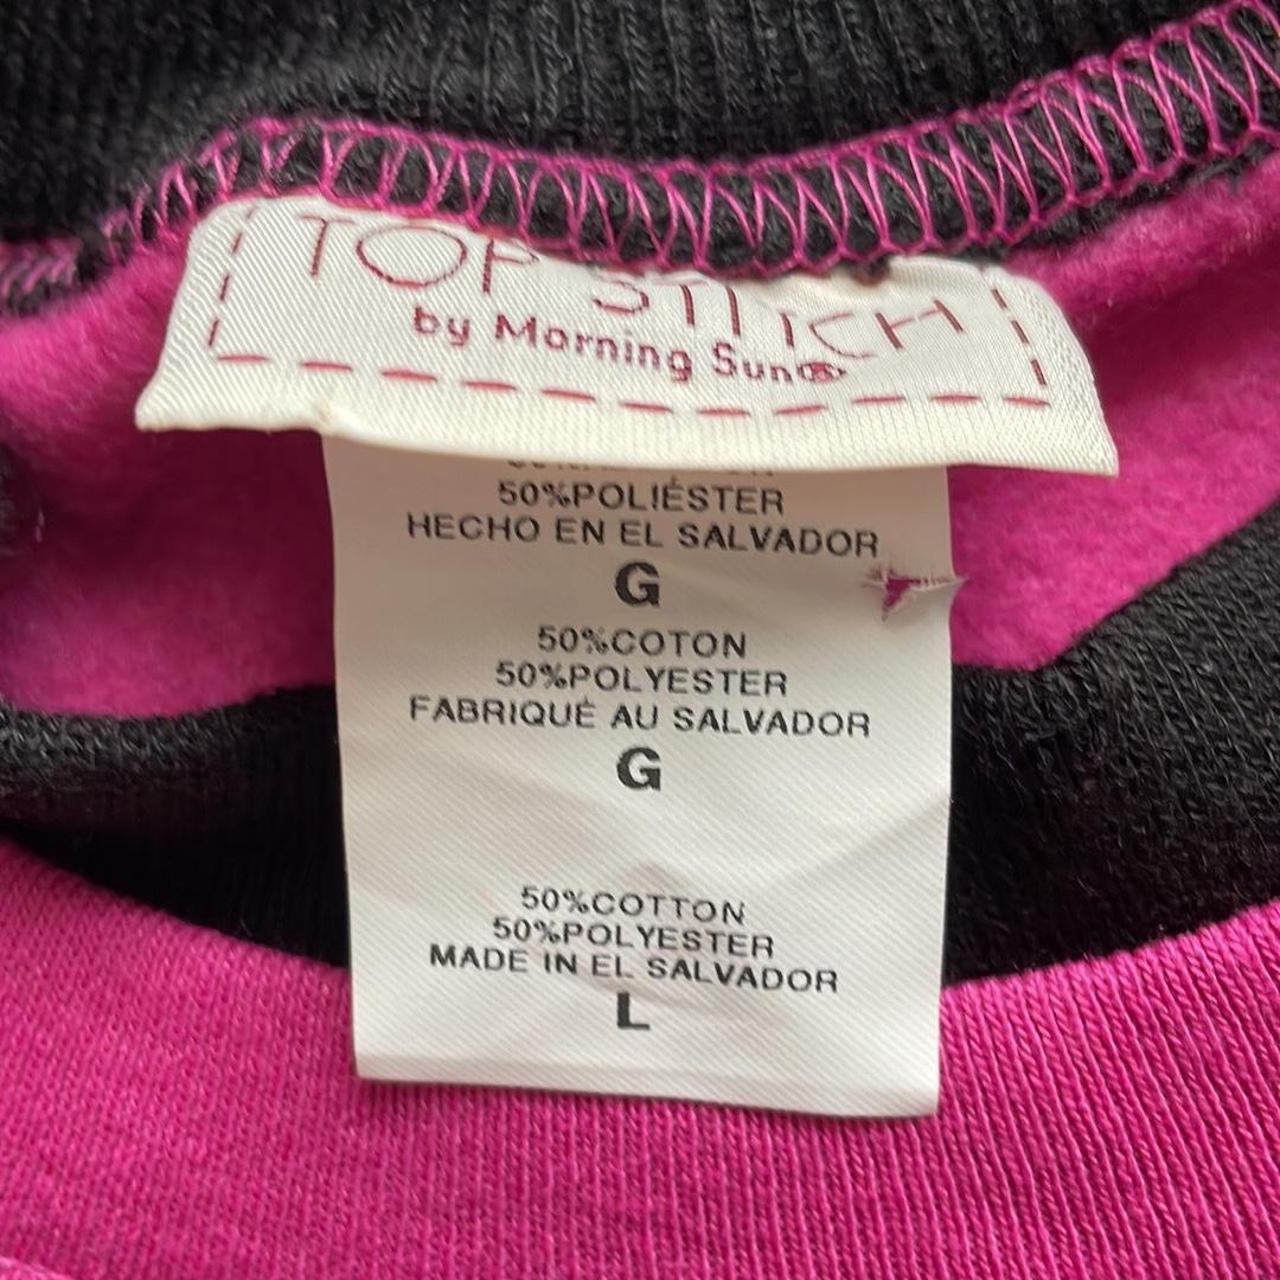 TOP STITCH
by Morning Sun®
50%POLIÉSTER
HECHO EN EL SALVADOR
G
50%COTON
50%POLYESTER
FABRIQUÉ AU SALVADOR
G
50%COTTON
50%POLYESTER
MADE IN EL SALVADOR
L